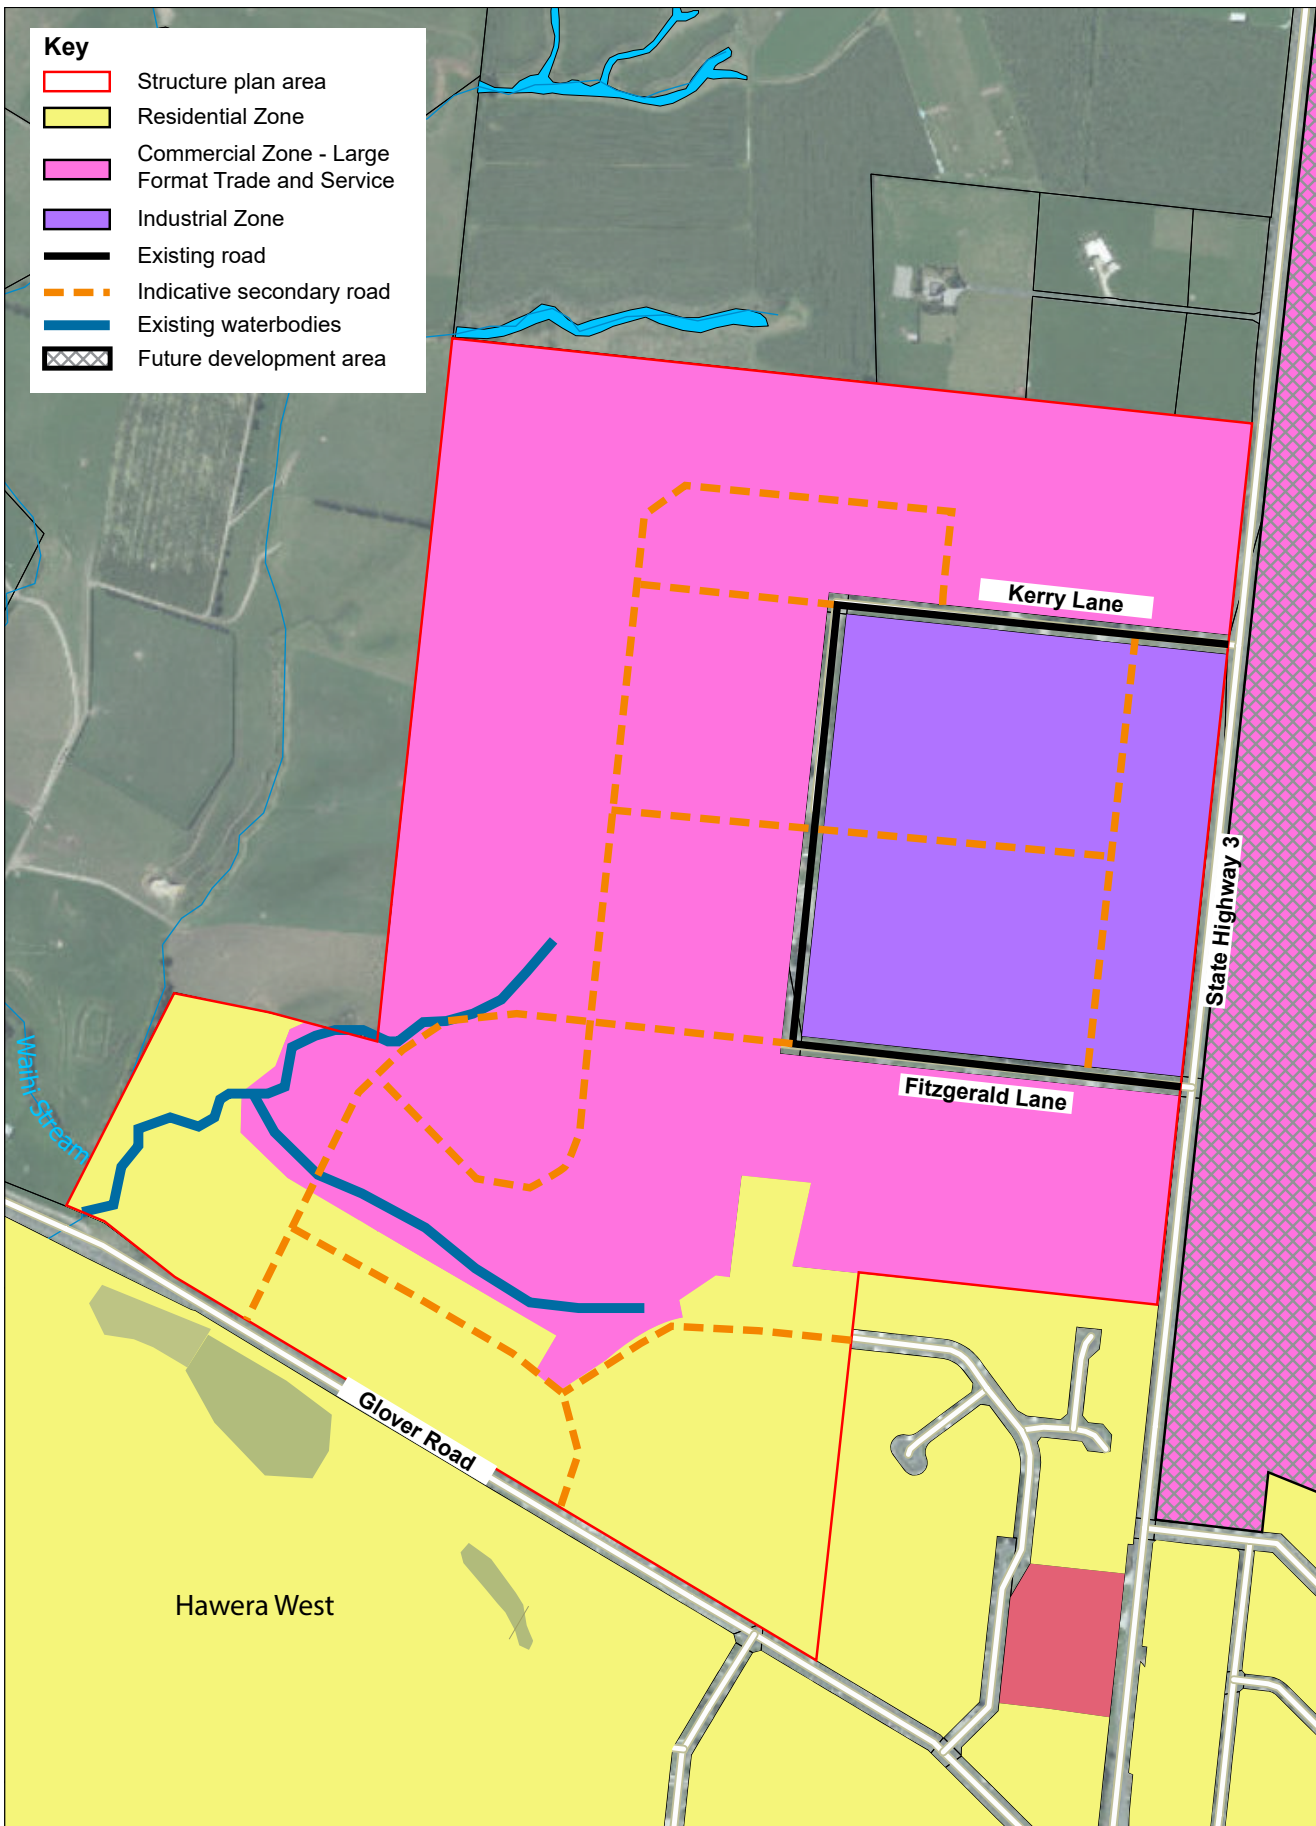 Key
Structure plan area
Residential Zone
Commercial Zone - Large
Format Trade and Service
Industrial Zone
Existing road
Indicative secondary road
Existing waterbodies
Future development area
Kerry Lane
State Highway 3
Fitzgerald Lane
Waihi Stream
Glover Road
Hawera West